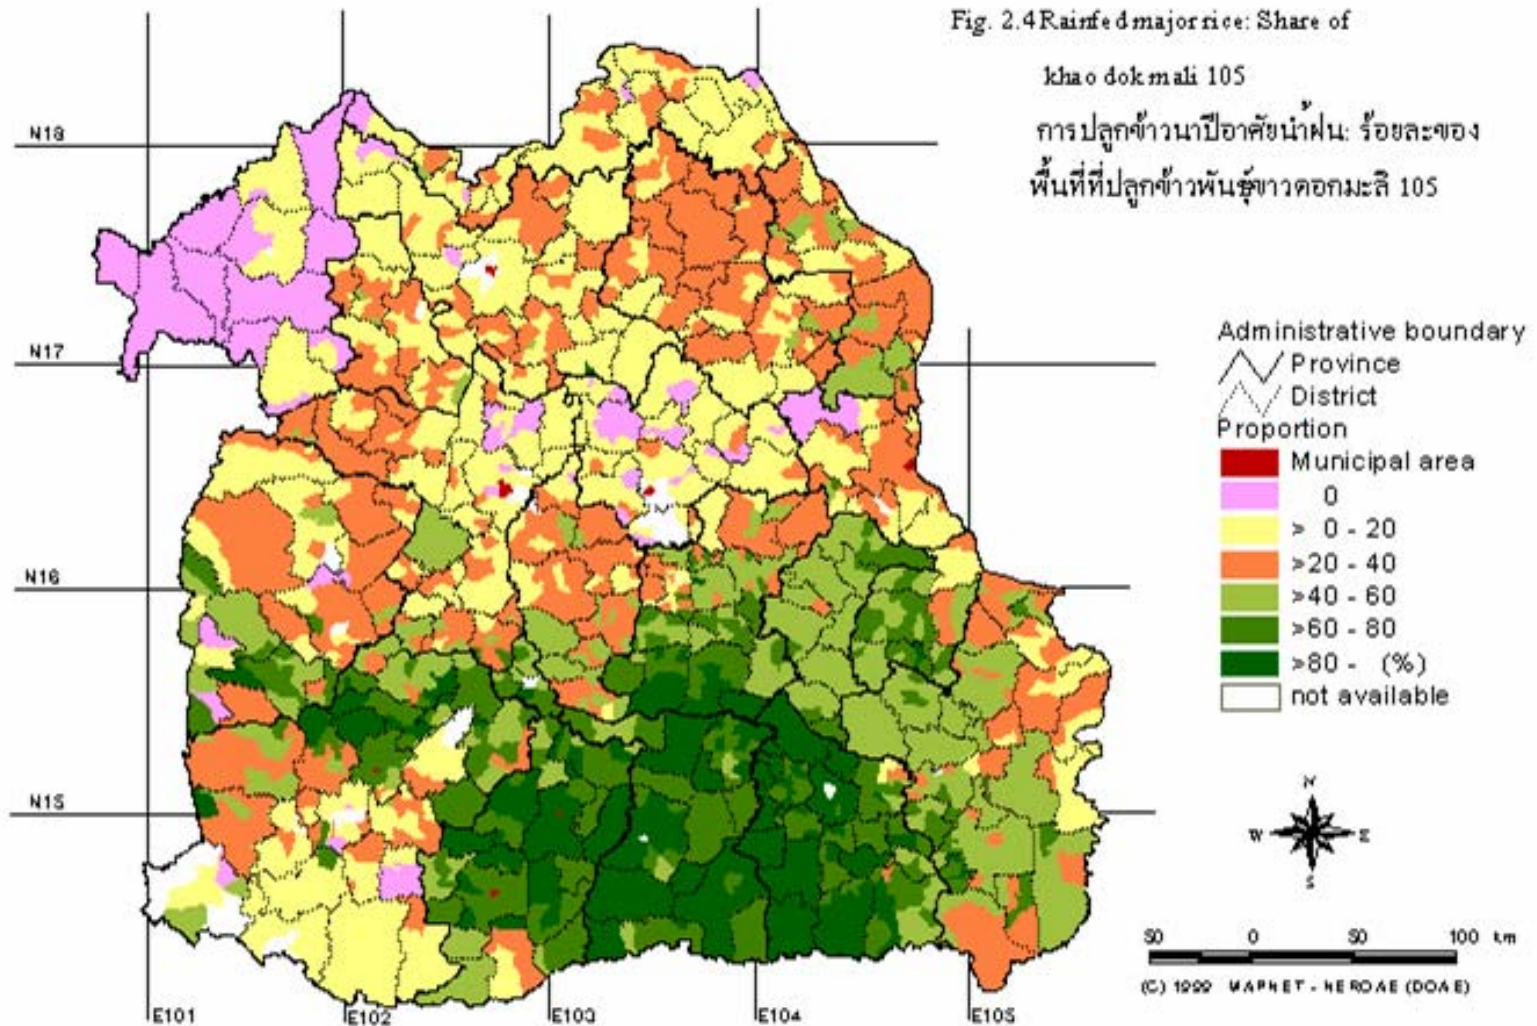 Fig. 2.4 Rainfed major rice: Share of
khao dok mali 105
การปลูกข้าวนาปีอาศัยน้ำฝน: ร้อยละของ
พื้นที่ที่ปลูกข้าวพันธุ์ขาวดอกมะลิ 105
N18
N17
N16
N15
E101
E102
E103
E104
E105
Administrative boundary
Province
District
Proportion
Municipal area
0
> 0 - 20
>20 - 40
>40 - 60
>60 - 80
>80 - (%)
not available
N
W E
S
50 0 50 100 km
(C) 1999 MAPNET - NEROAE (DOAE)